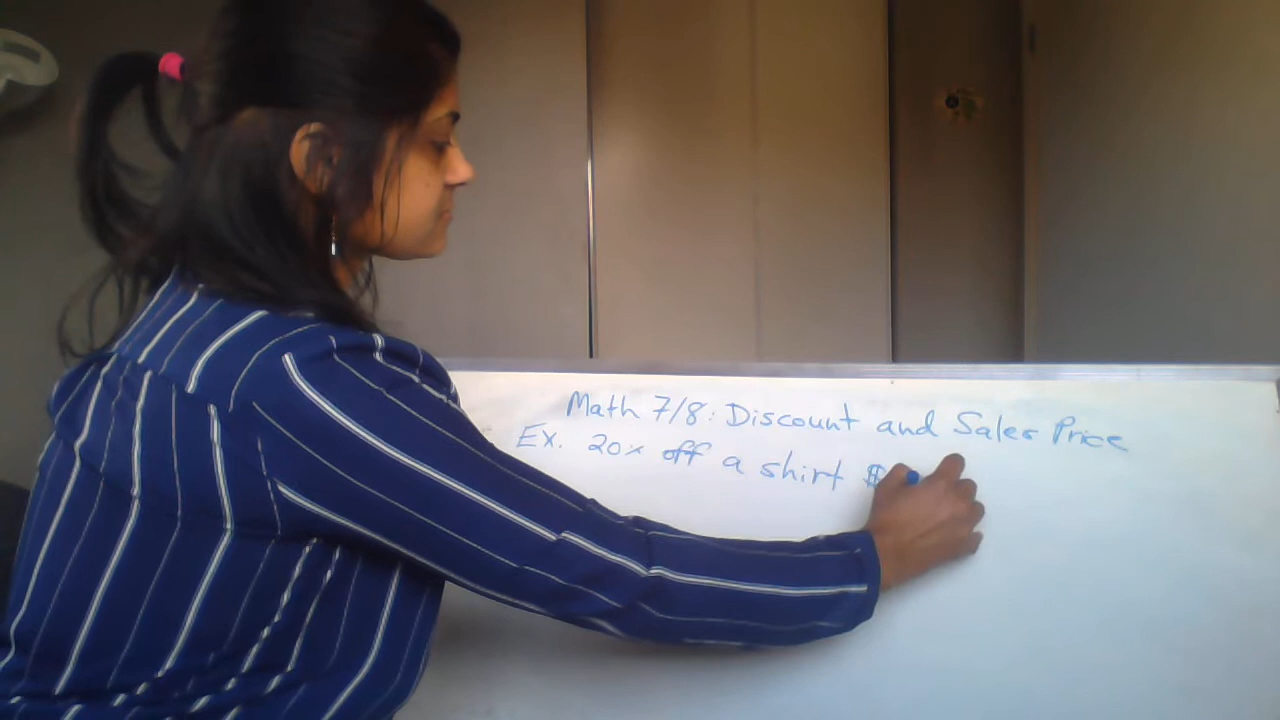 Math 7/8: Discount and Sales Price
Ex. 20% off a shirt $